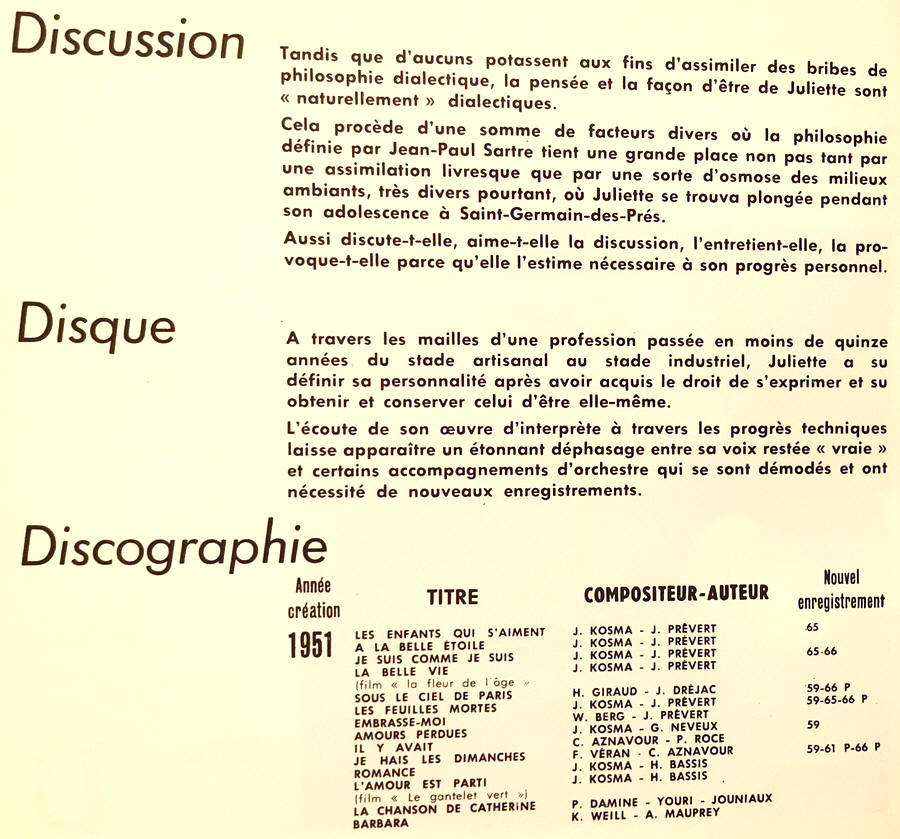 Discussion
Tandis que d'aucuns potassent aux fins d'assimiler des bribes de
philosophie dialectique, la pensée et la façon d'être de Juliette sont
« naturellement » dialectiques.
Cela procède d'une somme de facteurs divers où la philosophie
définie par Jean-Paul Sartre tient une grande place non pas tant par
une assimilation livresque que par une sorte d'osmose des milieux
ambiants, très divers pourtant, où Juliette se trouva plongée pendant
son adolescence à Saint-Germain-des-Prés.
Aussi discute-t-elle, aime-t-elle la discussion, l'entretient-elle, la pro-
voque-t-elle parce qu'elle l'estime nécessaire à son progrès personnel.
Disque
A travers les mailles d'une profession passée en moins de quinze
années du stade artisanal au stade industriel, Juliette a su
définir sa personnalité après avoir acquis le droit de s'exprimer et su
obtenir et conserver celui d'être elle-même.
L'écoute de son œuvre d'interprète à travers les progrès techniques
laisse apparaître un étonnant déphasage entre sa voix restée « vraie »
et certains accompagnements d'orchestre qui se sont démodés et ont
nécessité de nouveaux enregistrements.
Discographie
Année création TITRE COMPOSITEUR-AUTEUR Nouvel enregistrement
1951 LES ENFANTS QUI S'AIMENT J. KOSMA - J. PRÉVERT 65
A LA BELLE ÉTOILE J. KOSMA - J. PRÉVERT
JE SUIS COMME JE SUIS J. KOSMA - J. PRÉVERT 65-66
LA BELLE VIE J. KOSMA - J. PRÉVERT
(film « la fleur de l'âge »
SOUS LE CIEL DE PARIS H. GIRAUD - J. DRÉJAC 59-66 P
LES FEUILLES MORTES J. KOSMA - J. PRÉVERT 59-65-66 P
EMBRASSE-MOI W. BERG - J. PRÉVERT
AMOURS PERDUES J. KOSMA - G. NEVEUX 59
IL Y AVAIT C. AZNAVOUR - P. ROCE
JE HAIS LES DIMANCHES F. VÉRAN - C. AZNAVOUR 59-61 P-66 P
ROMANCE J. KOSMA - H. BASSIS
L'AMOUR EST PARTI J. KOSMA - H. BASSIS
(film « Le gantelet vert »)
LA CHANSON DE CATHERINE P. DAMINE - YOURI - JOUNIAUX
BARBARA K. WEILL - A. MAUPREY